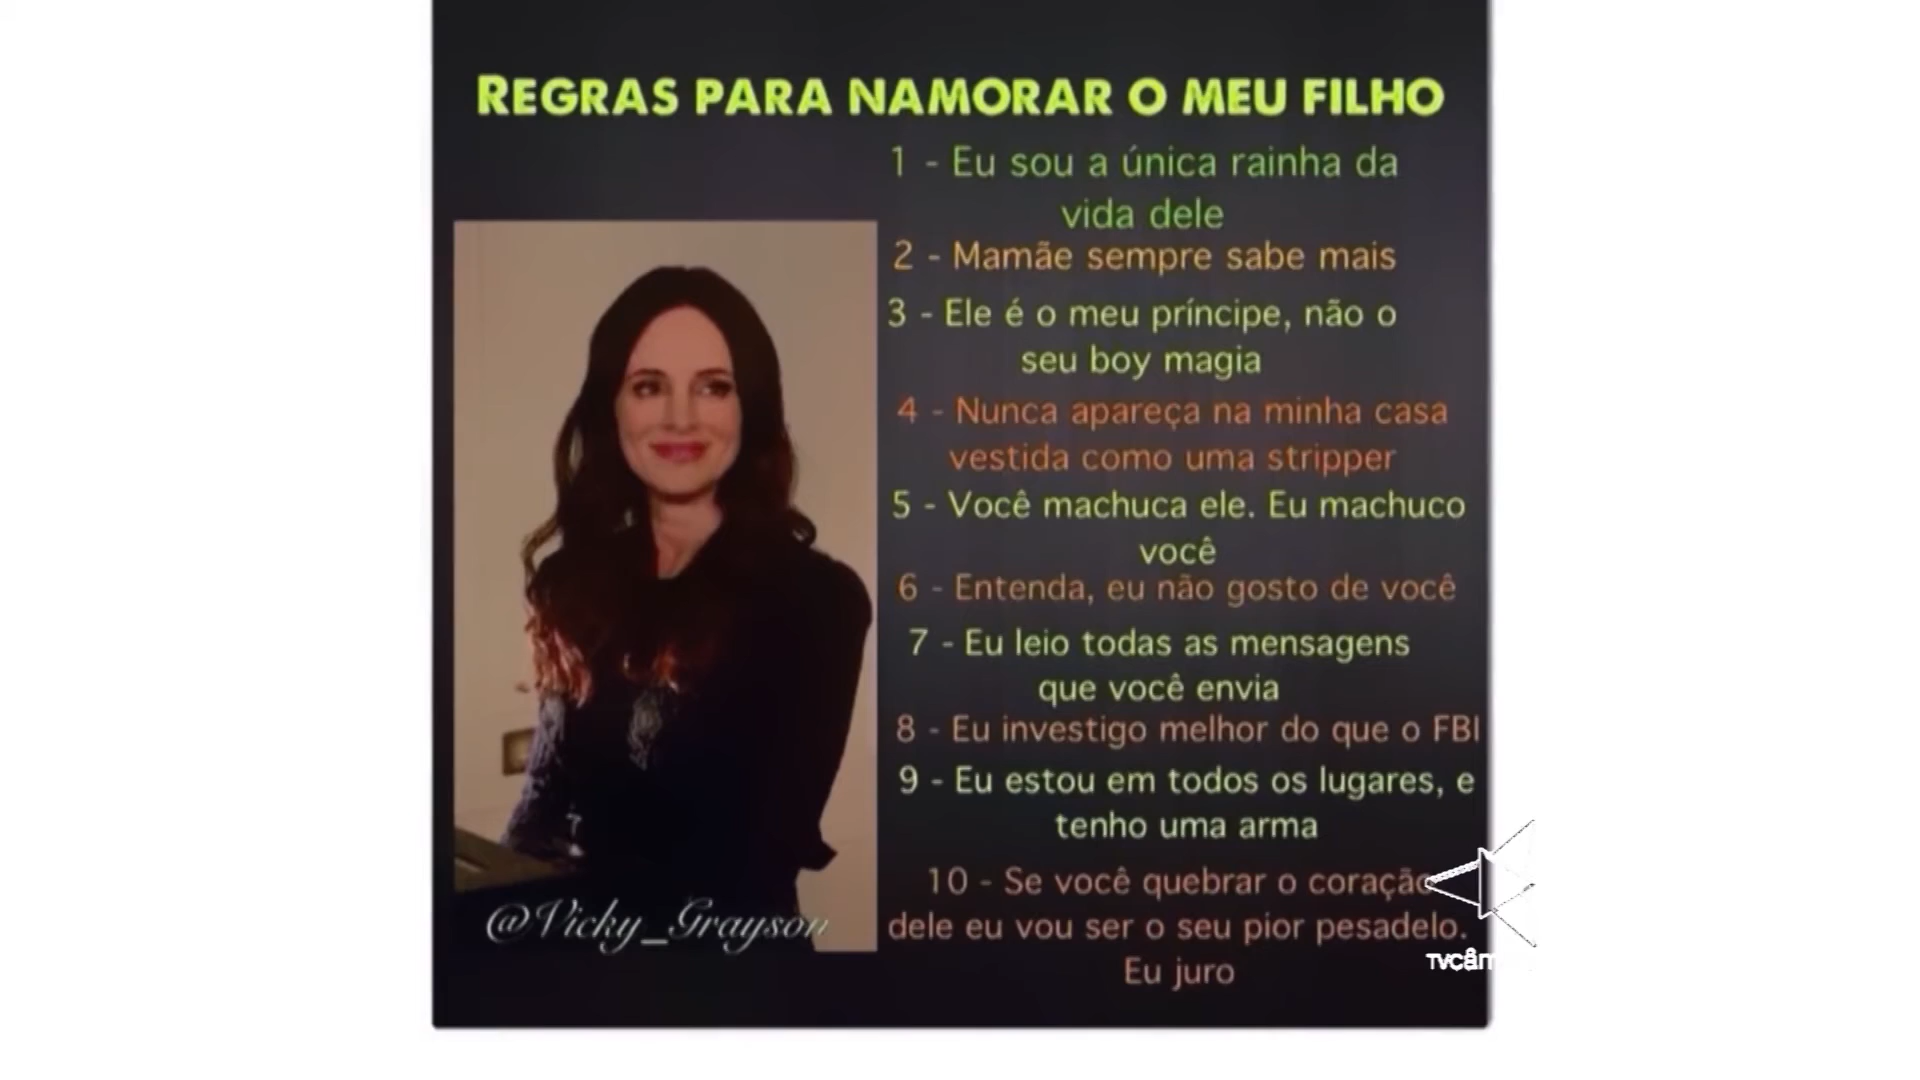 REGRAS PARA NAMORAR O MEU FILHO
1 - Eu sou a única rainha da
vida dele
2 - Mamãe sempre sabe mais
3 - Ele é o meu príncipe, não o
seu boy magia
4 - Nunca apareça na minha casa
vestida como uma stripper
5 - Você machuca ele. Eu machuco
você
6 - Entenda, eu não gosto de você
7 - Eu leio todas as mensagens
que você envia
8 - Eu investigo melhor do que o FBI
9 - Eu estou em todos os lugares, e
tenho uma arma
10 - Se você quebrar o coração
dele eu vou ser o seu pior pesadelo.
Eu juro
@Vicky_Grayson